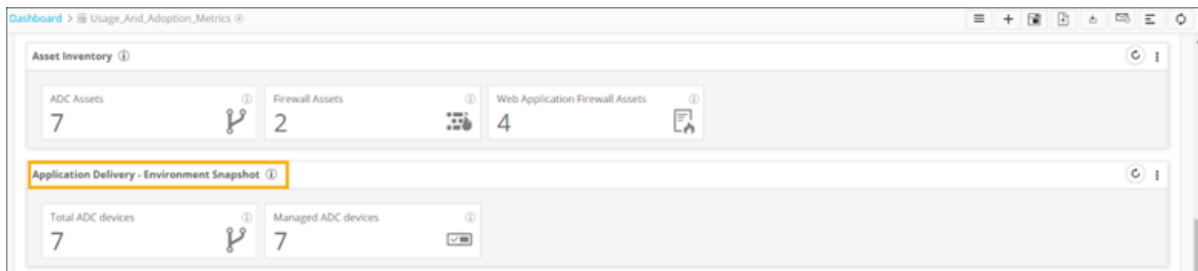 Dashboard > Usage_And_Adoption_Metrics
Asset Inventory
ADC Assets
7
Firewall Assets
2
Web Application Firewall Assets
4
Application Delivery - Environment Snapshot
Total ADC devices
7
Managed ADC devices
7